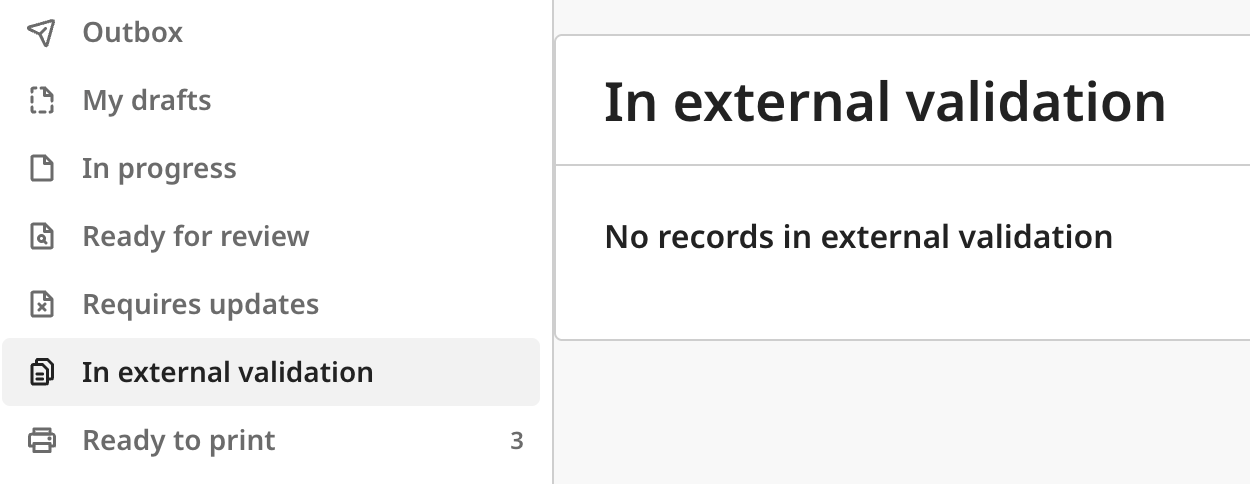 Outbox
My drafts
In progress
Ready for review
Requires updates
In external validation
Ready to print 3
In external validation
No records in external validation